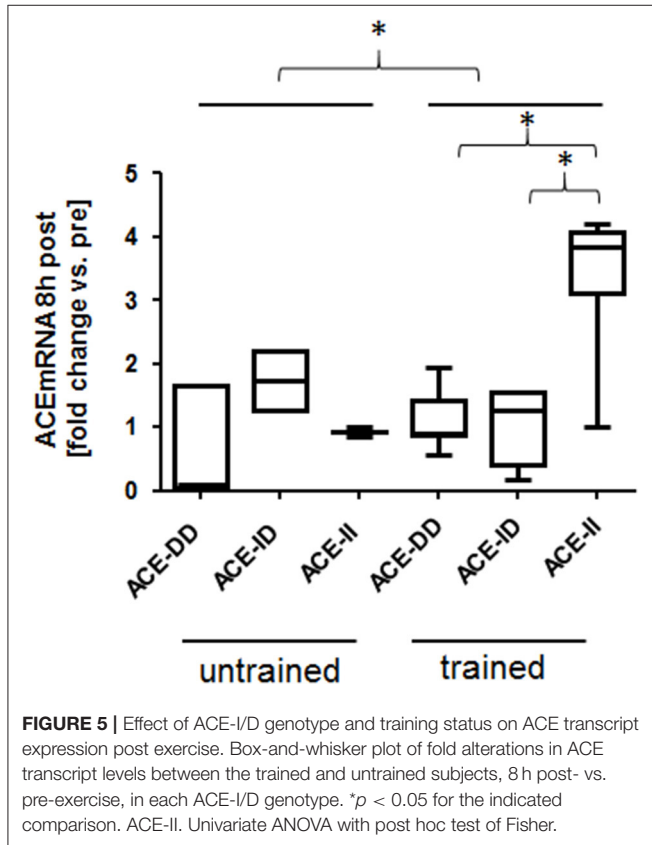 *
*
*
ACEmRNA 8h post
[fold change vs. pre]
5
4
3
2
1
0
ACE-DD
ACE-ID
ACE-II
ACE-DD
ACE-ID
ACE-II
untrained
trained
FIGURE 5 | Effect of ACE-I/D genotype and training status on ACE transcript
expression post exercise. Box-and-whisker plot of fold alterations in ACE
transcript levels between the trained and untrained subjects, 8 h post- vs.
pre-exercise, in each ACE-I/D genotype. *p < 0.05 for the indicated
comparison. ACE-II. Univariate ANOVA with post hoc test of Fisher.